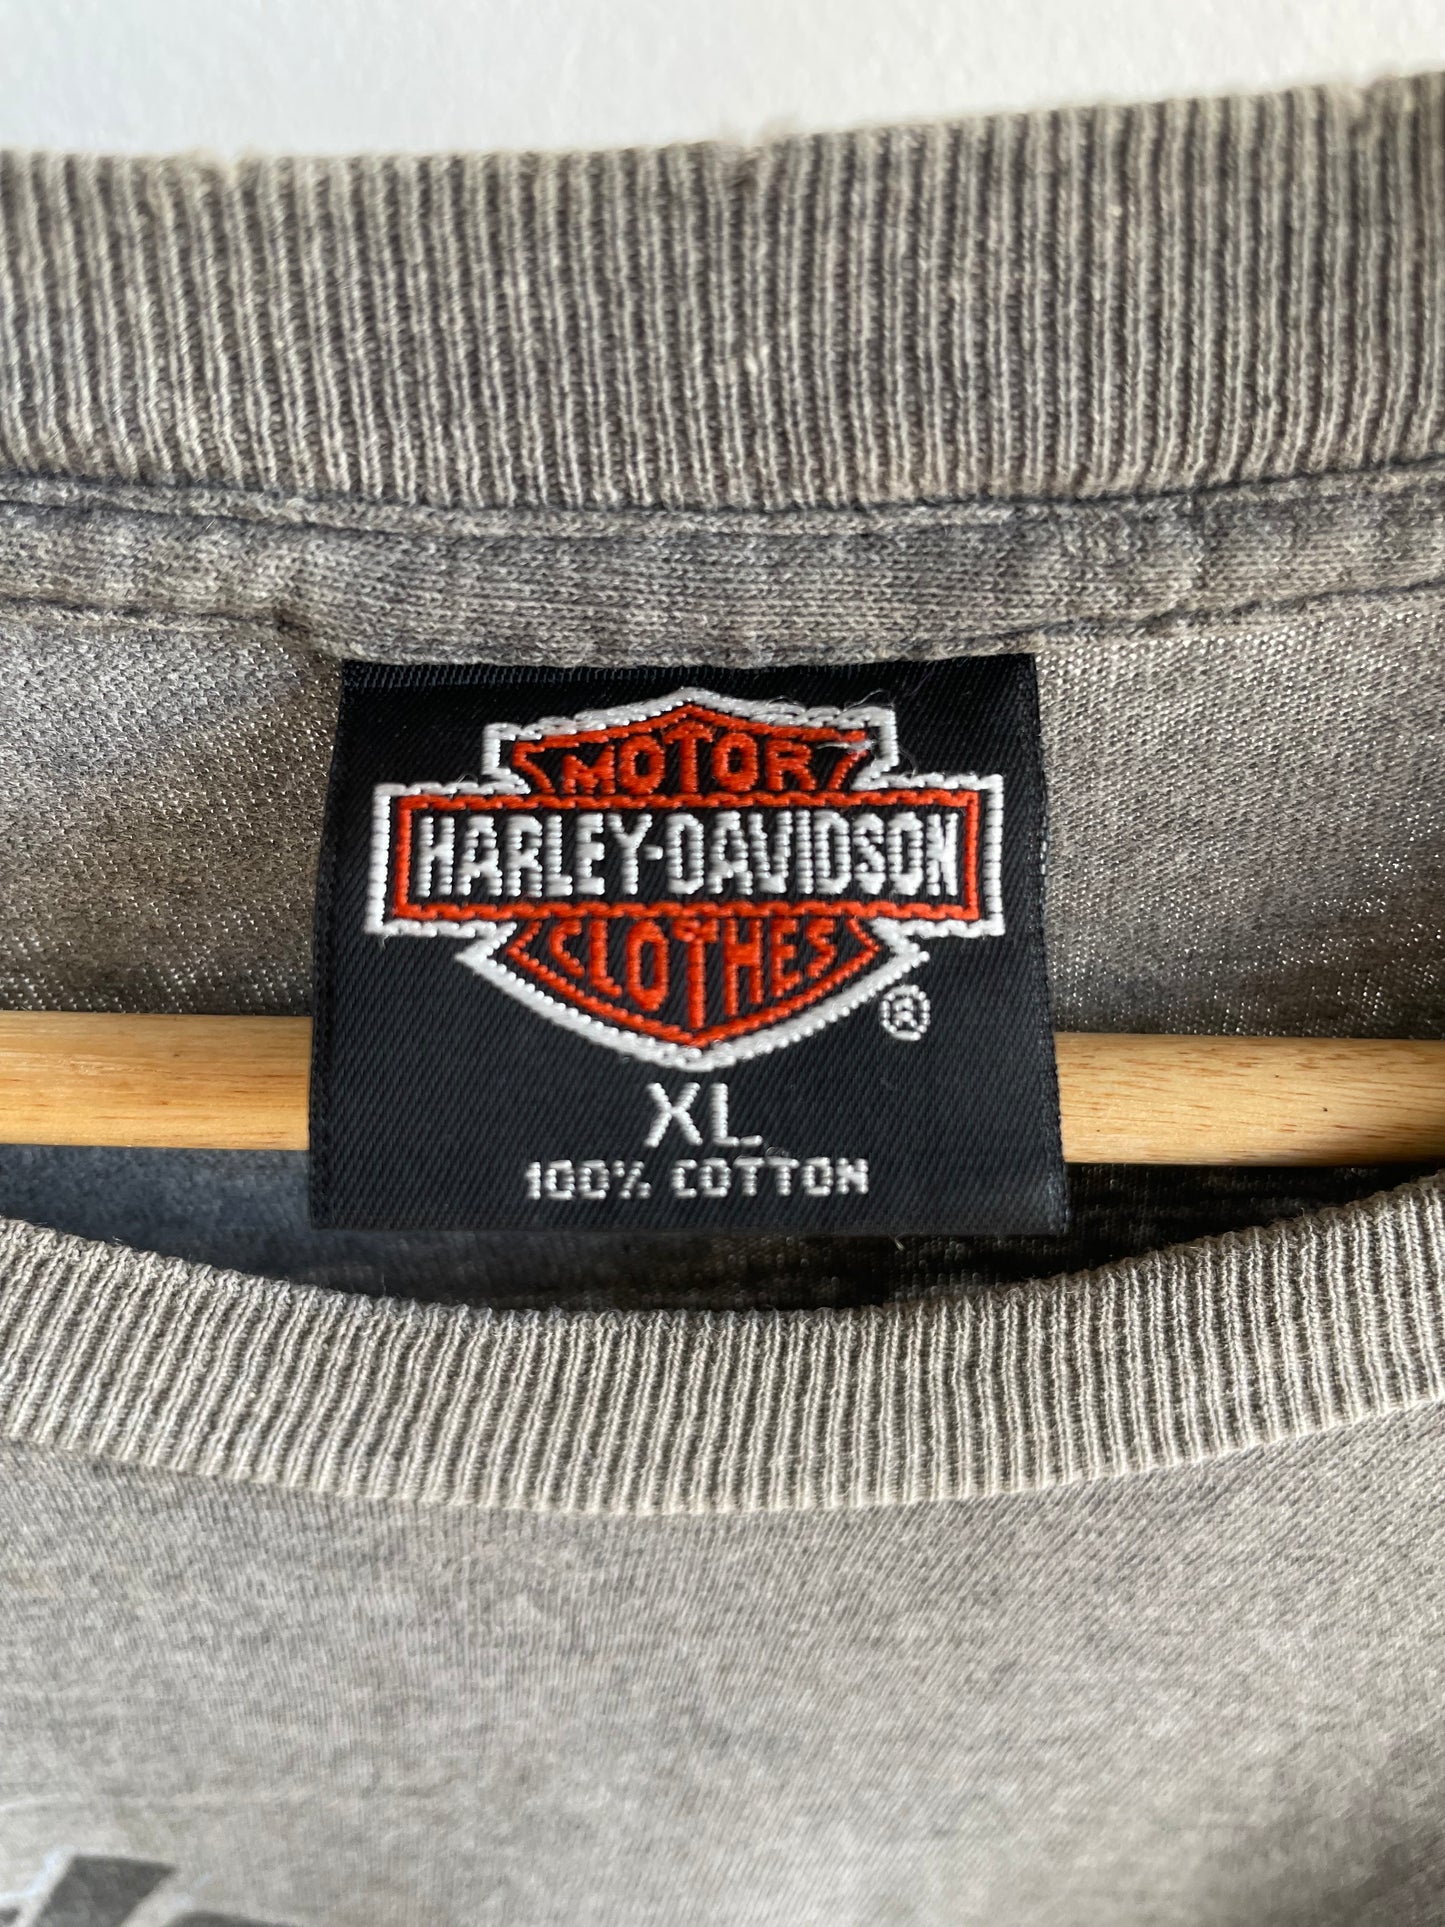 MOTOR
HARLEY-DAVIDSON
CLOTHES
®
XL
100% COTTON